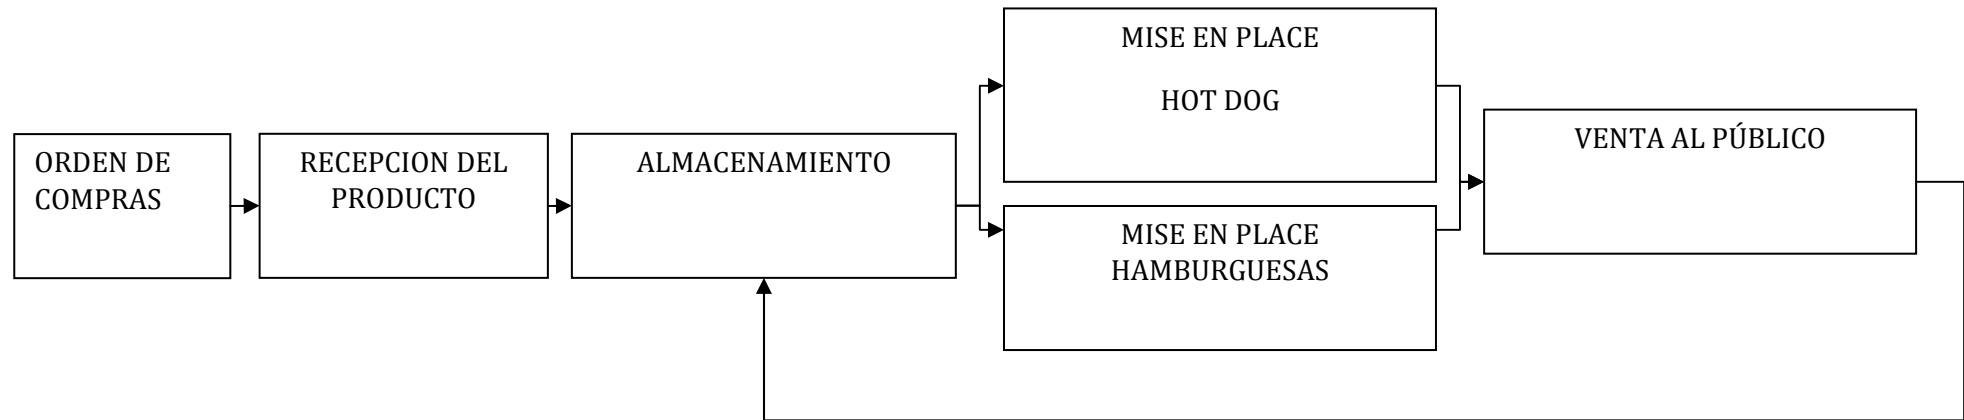 ORDEN DE
COMPRAS
RECEPCION DEL
PRODUCTO
ALMACENAMIENTO
MISE EN PLACE
HOT DOG
MISE EN PLACE
HAMBURGUESAS
VENTA AL PÚBLICO